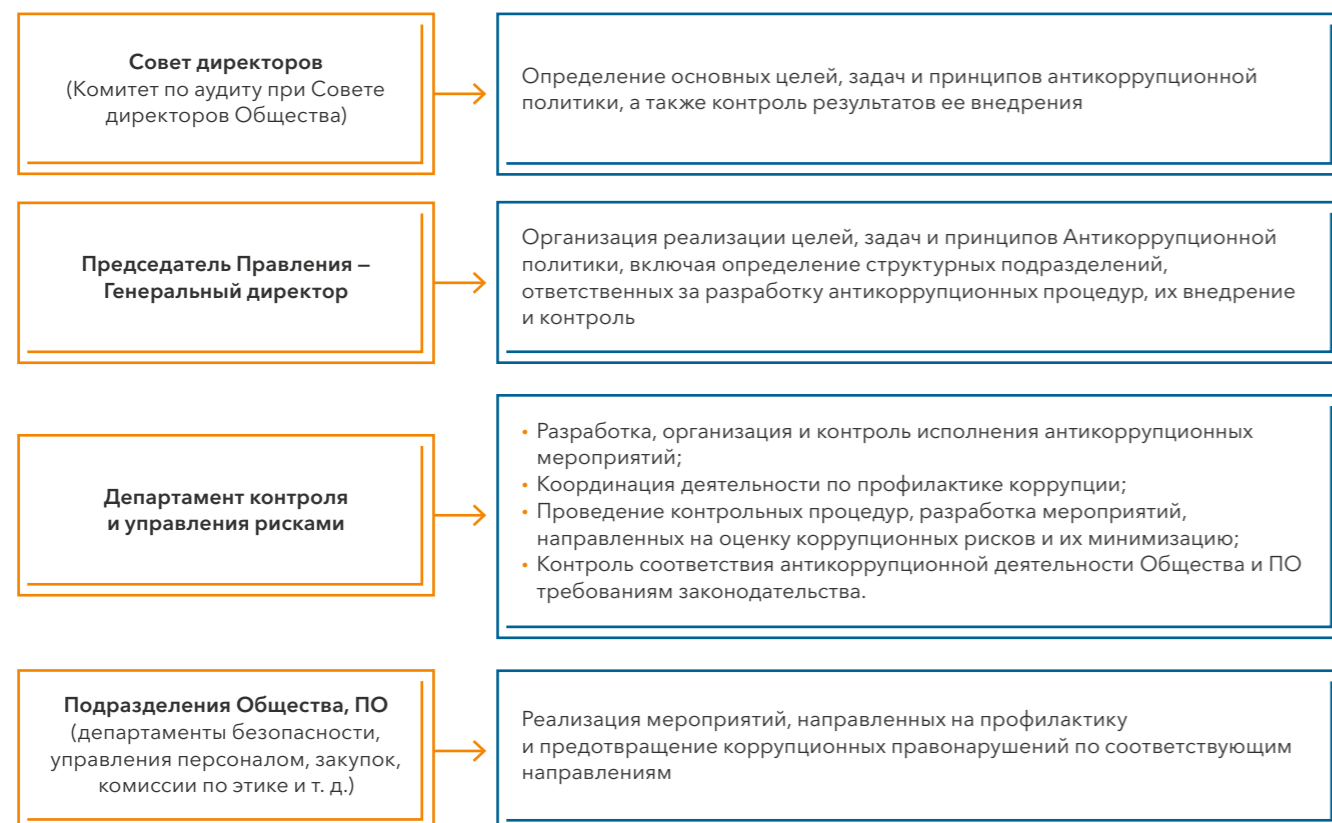 Совет директоров
(Комитет по аудиту при Совете
директоров Общества)
Определение основных целей, задач и принципов антикоррупционной
политики, а также контроль результатов ее внедрения
Председатель Правления —
Генеральный директор
Организация реализации целей, задач и принципов Антикоррупционной
политики, включая определение структурных подразделений,
ответственных за разработку антикоррупционных процедур, их внедрение
и контроль
Департамент контроля
и управления рисками
• Разработка, организация и контроль исполнения антикоррупционных
мероприятий;
• Координация деятельности по профилактике коррупции;
• Проведение контрольных процедур, разработка мероприятий,
направленных на оценку коррупционных рисков и их минимизацию;
• Контроль соответствия антикоррупционной деятельности Общества и ПО
требованиям законодательства.
Подразделения Общества, ПО
(департаменты безопасности,
управления персоналом, закупок,
комиссии по этике и т. д.)
Реализация мероприятий, направленных на профилактику
и предотвращение коррупционных правонарушений по соответствующим
направлениям